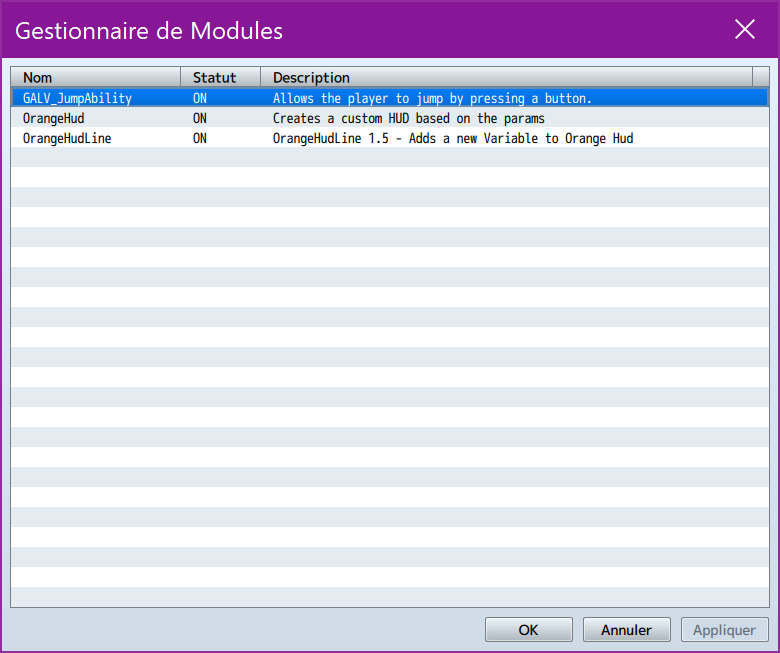 Gestionnaire de Modules
Nom Statut Description
GALV_JumpAbility ON Allows the player to jump by pressing a button.
OrangeHud ON Creates a custom HUD based on the params
OrangeHudLine ON OrangeHudLine 1.5 - Adds a new Variable to Orange Hud
OK Annuler Appliquer